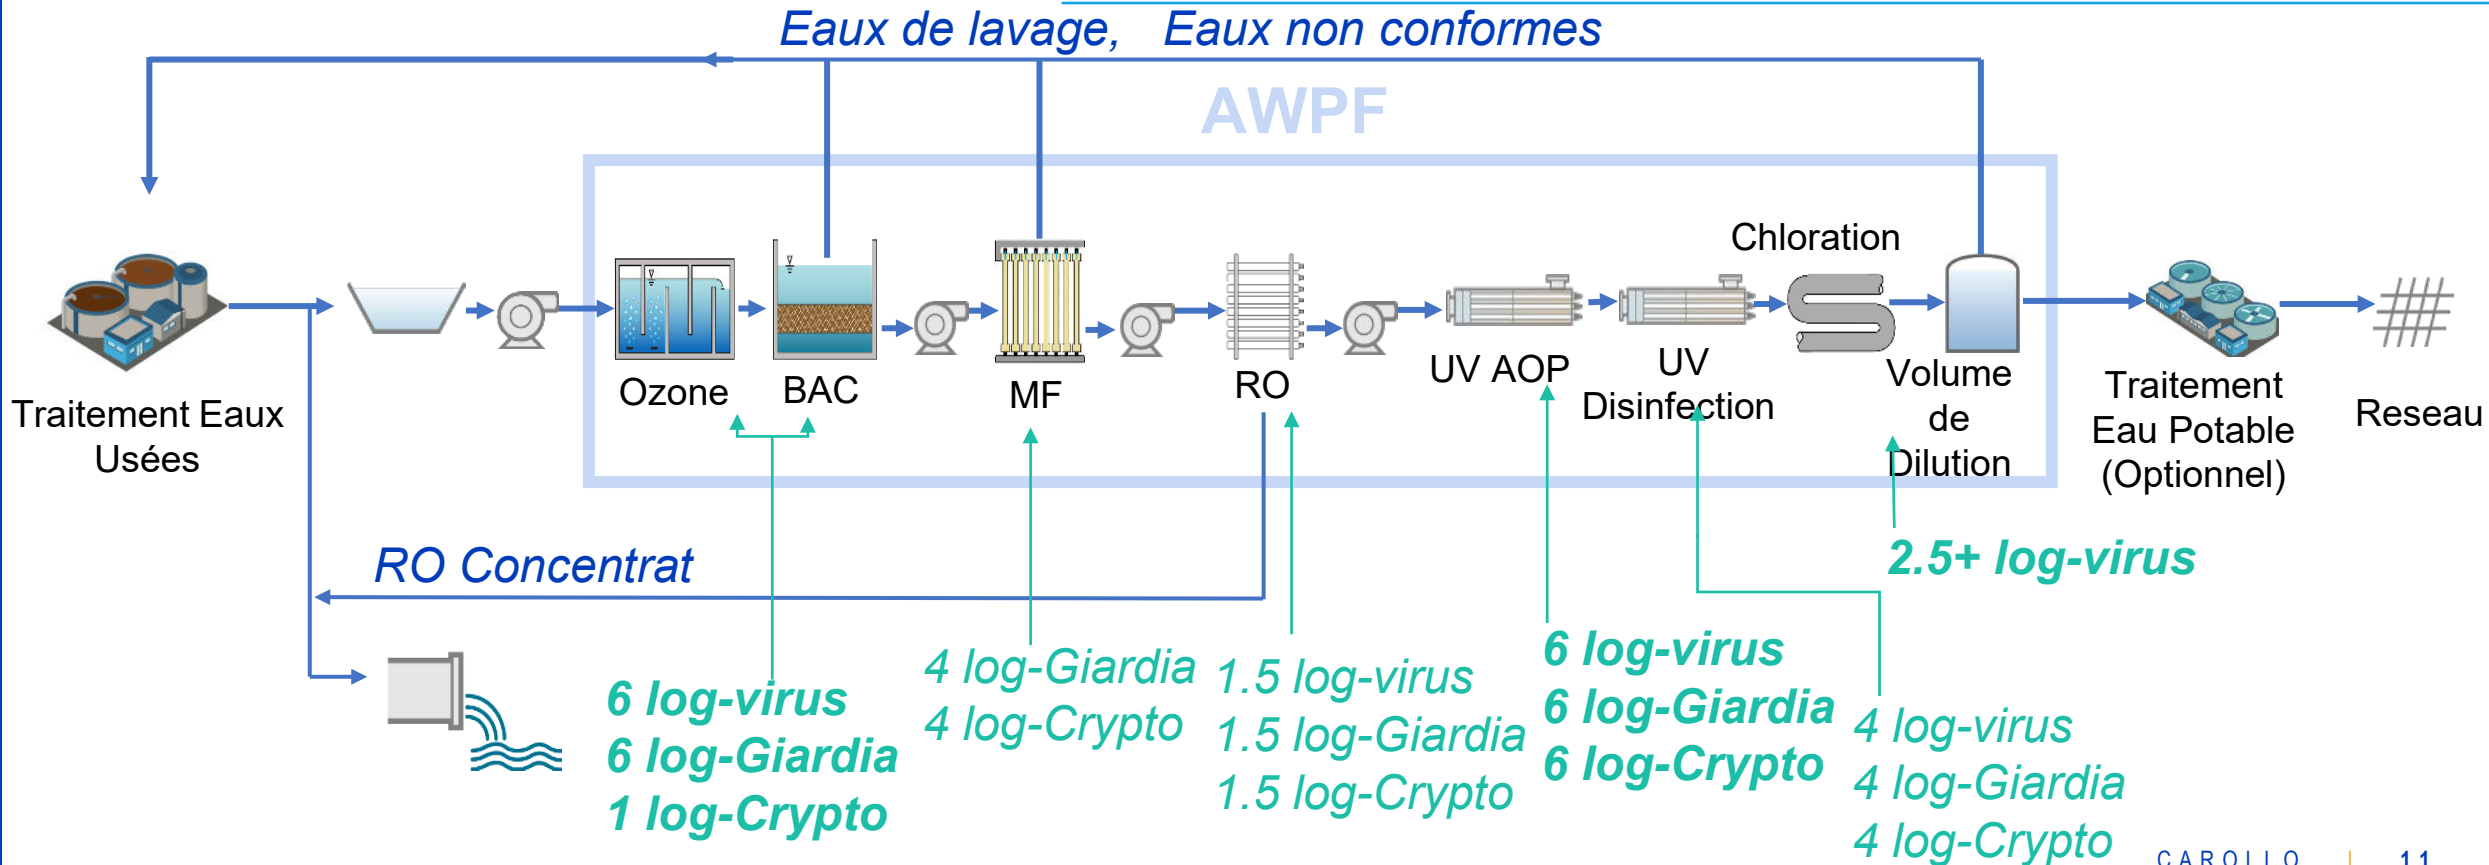 Eaux de lavage, Eaux non conformes
AWPF
Chloration
Ozone
BAC
MF
RO
UV AOP
UV
Disinfection
Volume
de
Dilution
Traitement Eaux
Usées
Traitement
Eau Potable
(Optionnel)
Reseau
RO Concentrat
2.5+ log-virus
6 log-virus
6 log-Giardia
1 log-Crypto
4 log-Giardia
4 log-Crypto
1.5 log-virus
1.5 log-Giardia
1.5 log-Crypto
6 log-virus
6 log-Giardia
6 log-Crypto
4 log-virus
4 log-Giardia
4 log-Crypto
CAROLLO | 11